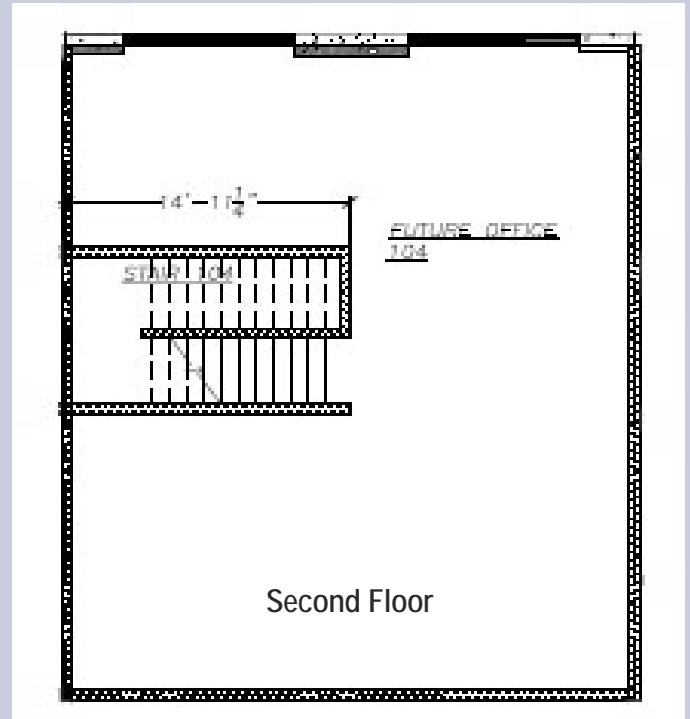 14'-11 1/4"
FUTURE OFFICE
104
STAIR 104
Second Floor